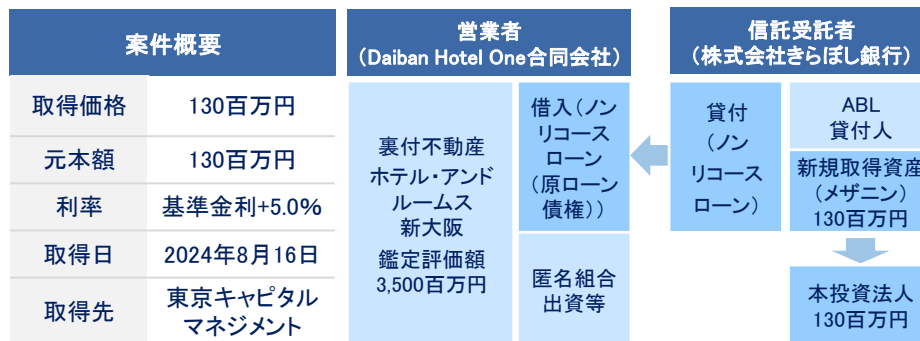 案件概要
取得価格 130百万円
元本額 130百万円
利率 基準金利+5.0%
取得日 2024年8月16日
取得先 東京キャピタル
マネジメント
営業者
(Daiban Hotel One合同会社)
裏付不動産
ホテル・アンド
ルームス
新大阪
鑑定評価額
3,500百万円
借入(ノン
リコース
ローン
(原ローン
債権))
匿名組合
出資等
信託受託者
(株式会社きらぼし銀行)
貸付
(ノン
リコース
ローン)
ABL
貸付人
新規取得資産
(メザニン)
130百万円
本投資法人
130百万円